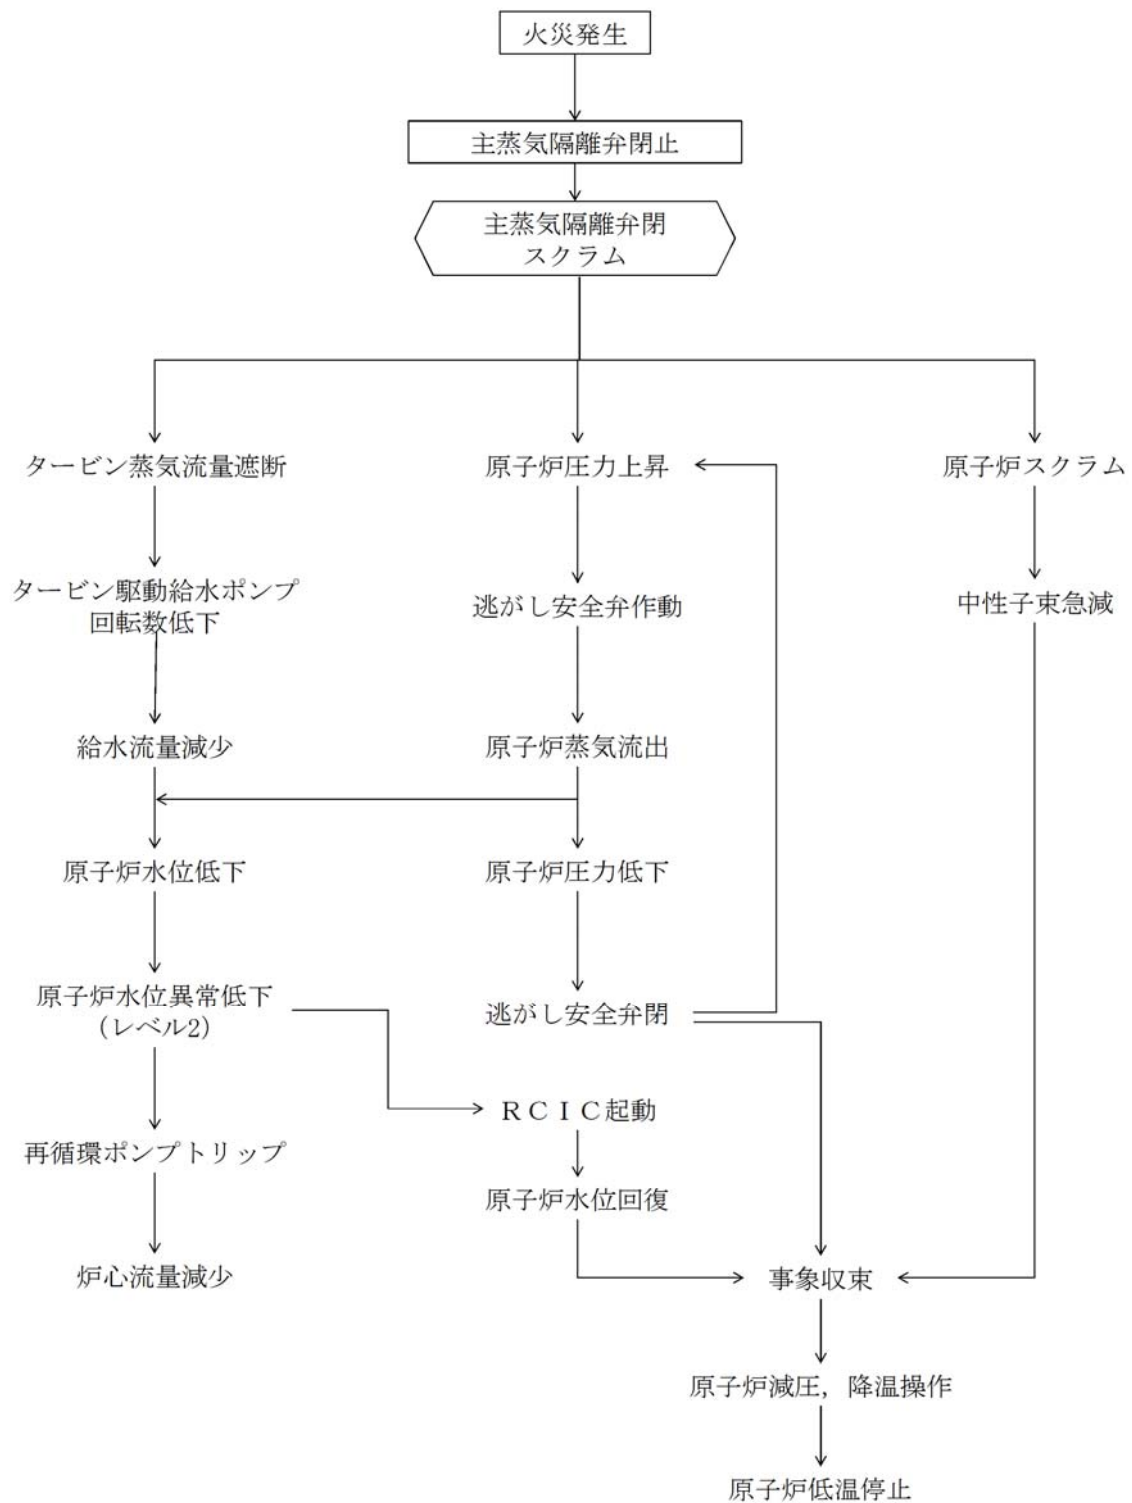 火災発生
主蒸気隔離弁閉止
主蒸気隔離弁閉
スクラム
タービン蒸気流量遮断
原子炉圧力上昇
原子炉スクラム
タービン駆動給水ポンプ
回転数低下
逃がし安全弁作動
中性子束急減
給水流量減少
原子炉蒸気流出
原子炉水位低下
原子炉圧力低下
原子炉水位異常低下
（レベル2）
逃がし安全弁閉
ＲＣＩＣ起動
再循環ポンプトリップ
原子炉水位回復
炉心流量減少
事象収束
原子炉減圧，降温操作
原子炉低温停止